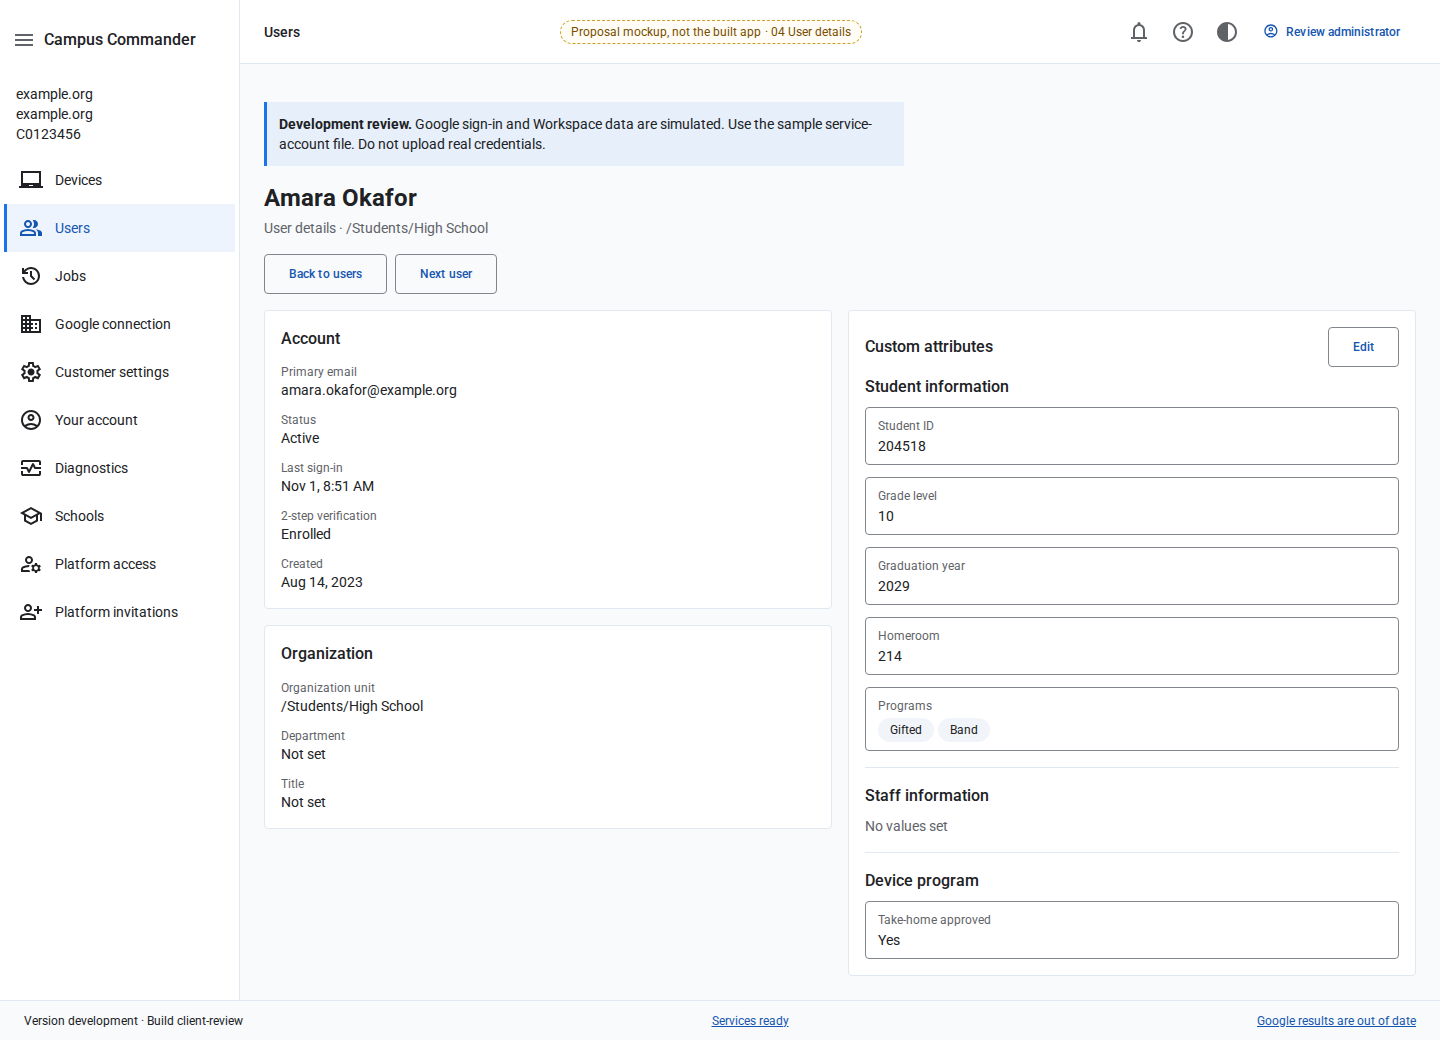 Campus Commander
example.org
example.org
C0123456
Devices
Users
Jobs
Google connection
Customer settings
Your account
Diagnostics
Schools
Platform access
Platform invitations
Users
Proposal mockup, not the built app · 04 User details
Review administrator
Development review. Google sign-in and Workspace data are simulated. Use the sample service-
account file. Do not upload real credentials.
Amara Okafor
User details · /Students/High School
Back to users
Next user
Account
Primary email
amara.okafor@example.org
Status
Active
Last sign-in
Nov 1, 8:51 AM
2-step verification
Enrolled
Created
Aug 14, 2023
Organization
Organization unit
/Students/High School
Department
Not set
Title
Not set
Custom attributes
Edit
Student information
Student ID
204518
Grade level
10
Graduation year
2029
Homeroom
214
Programs
Gifted
Band
Staff information
No values set
Device program
Take-home approved
Yes
Version development · Build client-review
Services ready
Google results are out of date